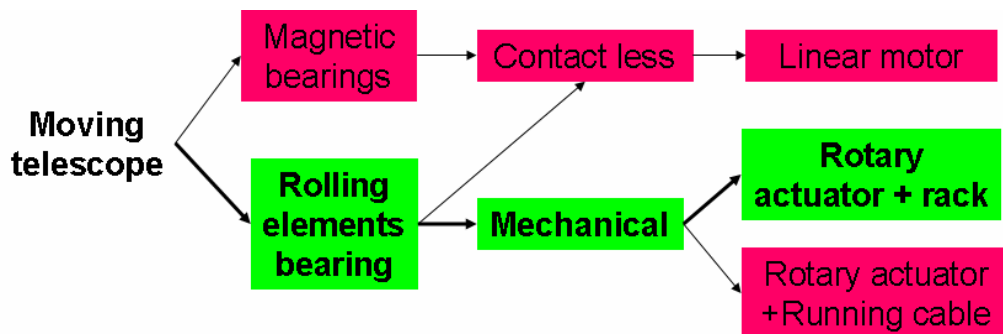 Moving
telescope
Magnetic
bearings
Contact less
Linear motor
Rolling
elements
bearing
Mechanical
Rotary
actuator + rack
Rotary actuator
+Running cable